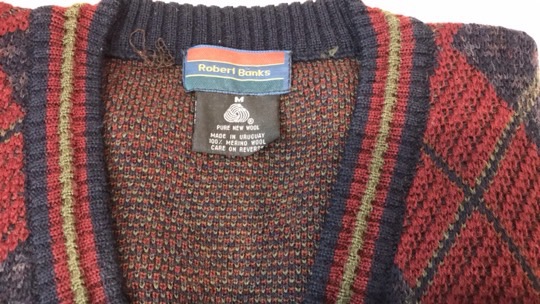 Robert Banks
M
PURE NEW WOOL
MADE IN URUGUAY
100% MERINO WOOL
CARE ON REVERSE